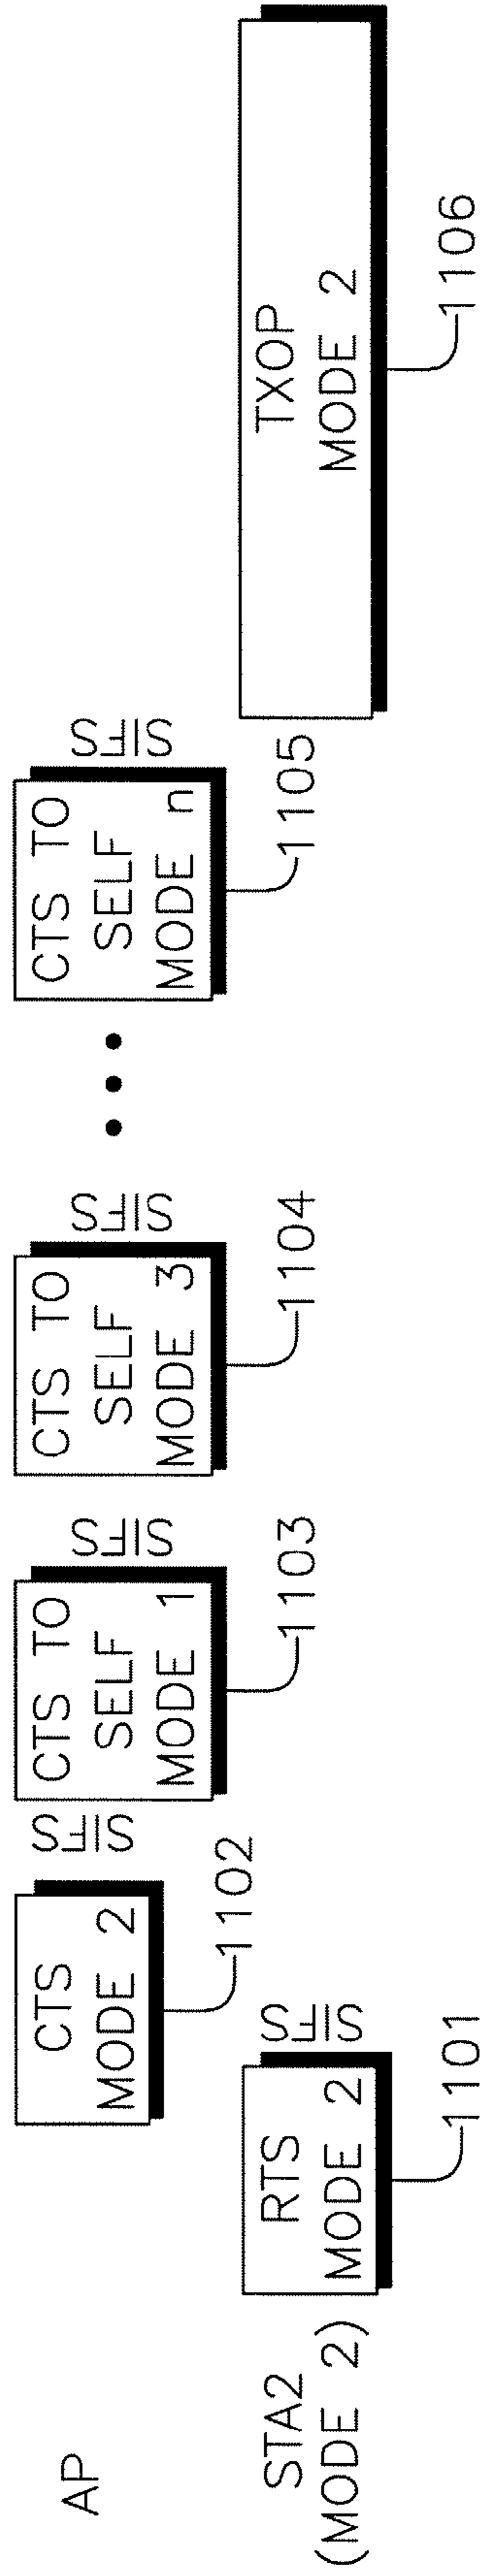 AP
CTS
MODE 2
1102
SIFS
CTS TO
SELF
MODE 1
1103
SIFS
CTS TO
SELF
MODE 3
1104
SIFS
CTS TO
SELF
MODE n
1105
SIFS
STA2
(MODE 2)
RTS
MODE 2
1101
SIFS
TXOP
MODE 2
1106